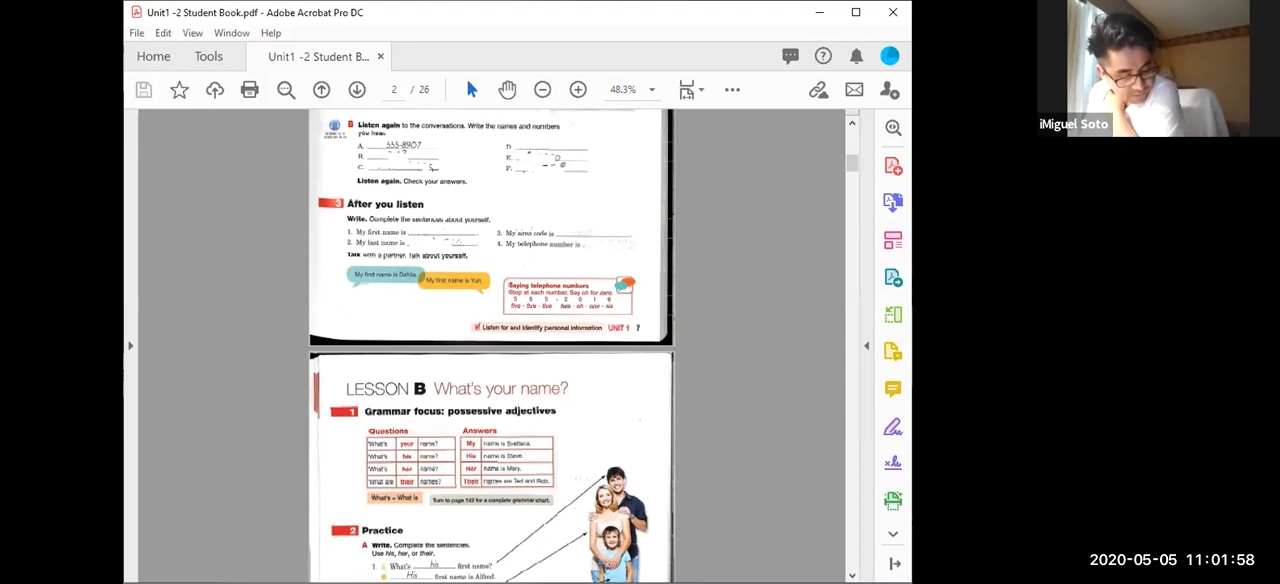 Unit1 -2 Student Book.pdf - Adobe Acrobat Pro DC
File Edit View Window Help
Home Tools Unit1 -2 Student B... ×
2 / 26 48.3%
iMiguel Soto
B Listen again to the conversations. Write the names and numbers
you hear.
A. 555-8907 D.
B. E.
C. F.
Listen again. Check your answers.
3 After you listen
Write. Complete the sentences about yourself.
1. My first name is 3. My area code is
2. My last name is 4. My telephone number is
Talk with a partner. Talk about yourself.
My first name is Dahlia.
My first name is Yuri.
Saying telephone numbers
Stop at each number. Say oh for zero.
5 5 5 - 2 0 1 6
five - five - five two - oh - one - six
Listen for and identify personal information UNIT 1 7
LESSON B What's your name?
1 Grammar focus: possessive adjectives
Questions Answers
What's your name? My name is Svetlana.
What's his name? His name is Steve.
What's her name? Her name is Mary.
What are their names? Their names are Ted and Rob.
What's = What is Turn to page 143 for a complete grammar chart.
2 Practice
A Write. Complete the sentences.
Use his, her, or their.
1. A What's his first name?
B His first name is Alfred.
2020-05-05 11:01:58